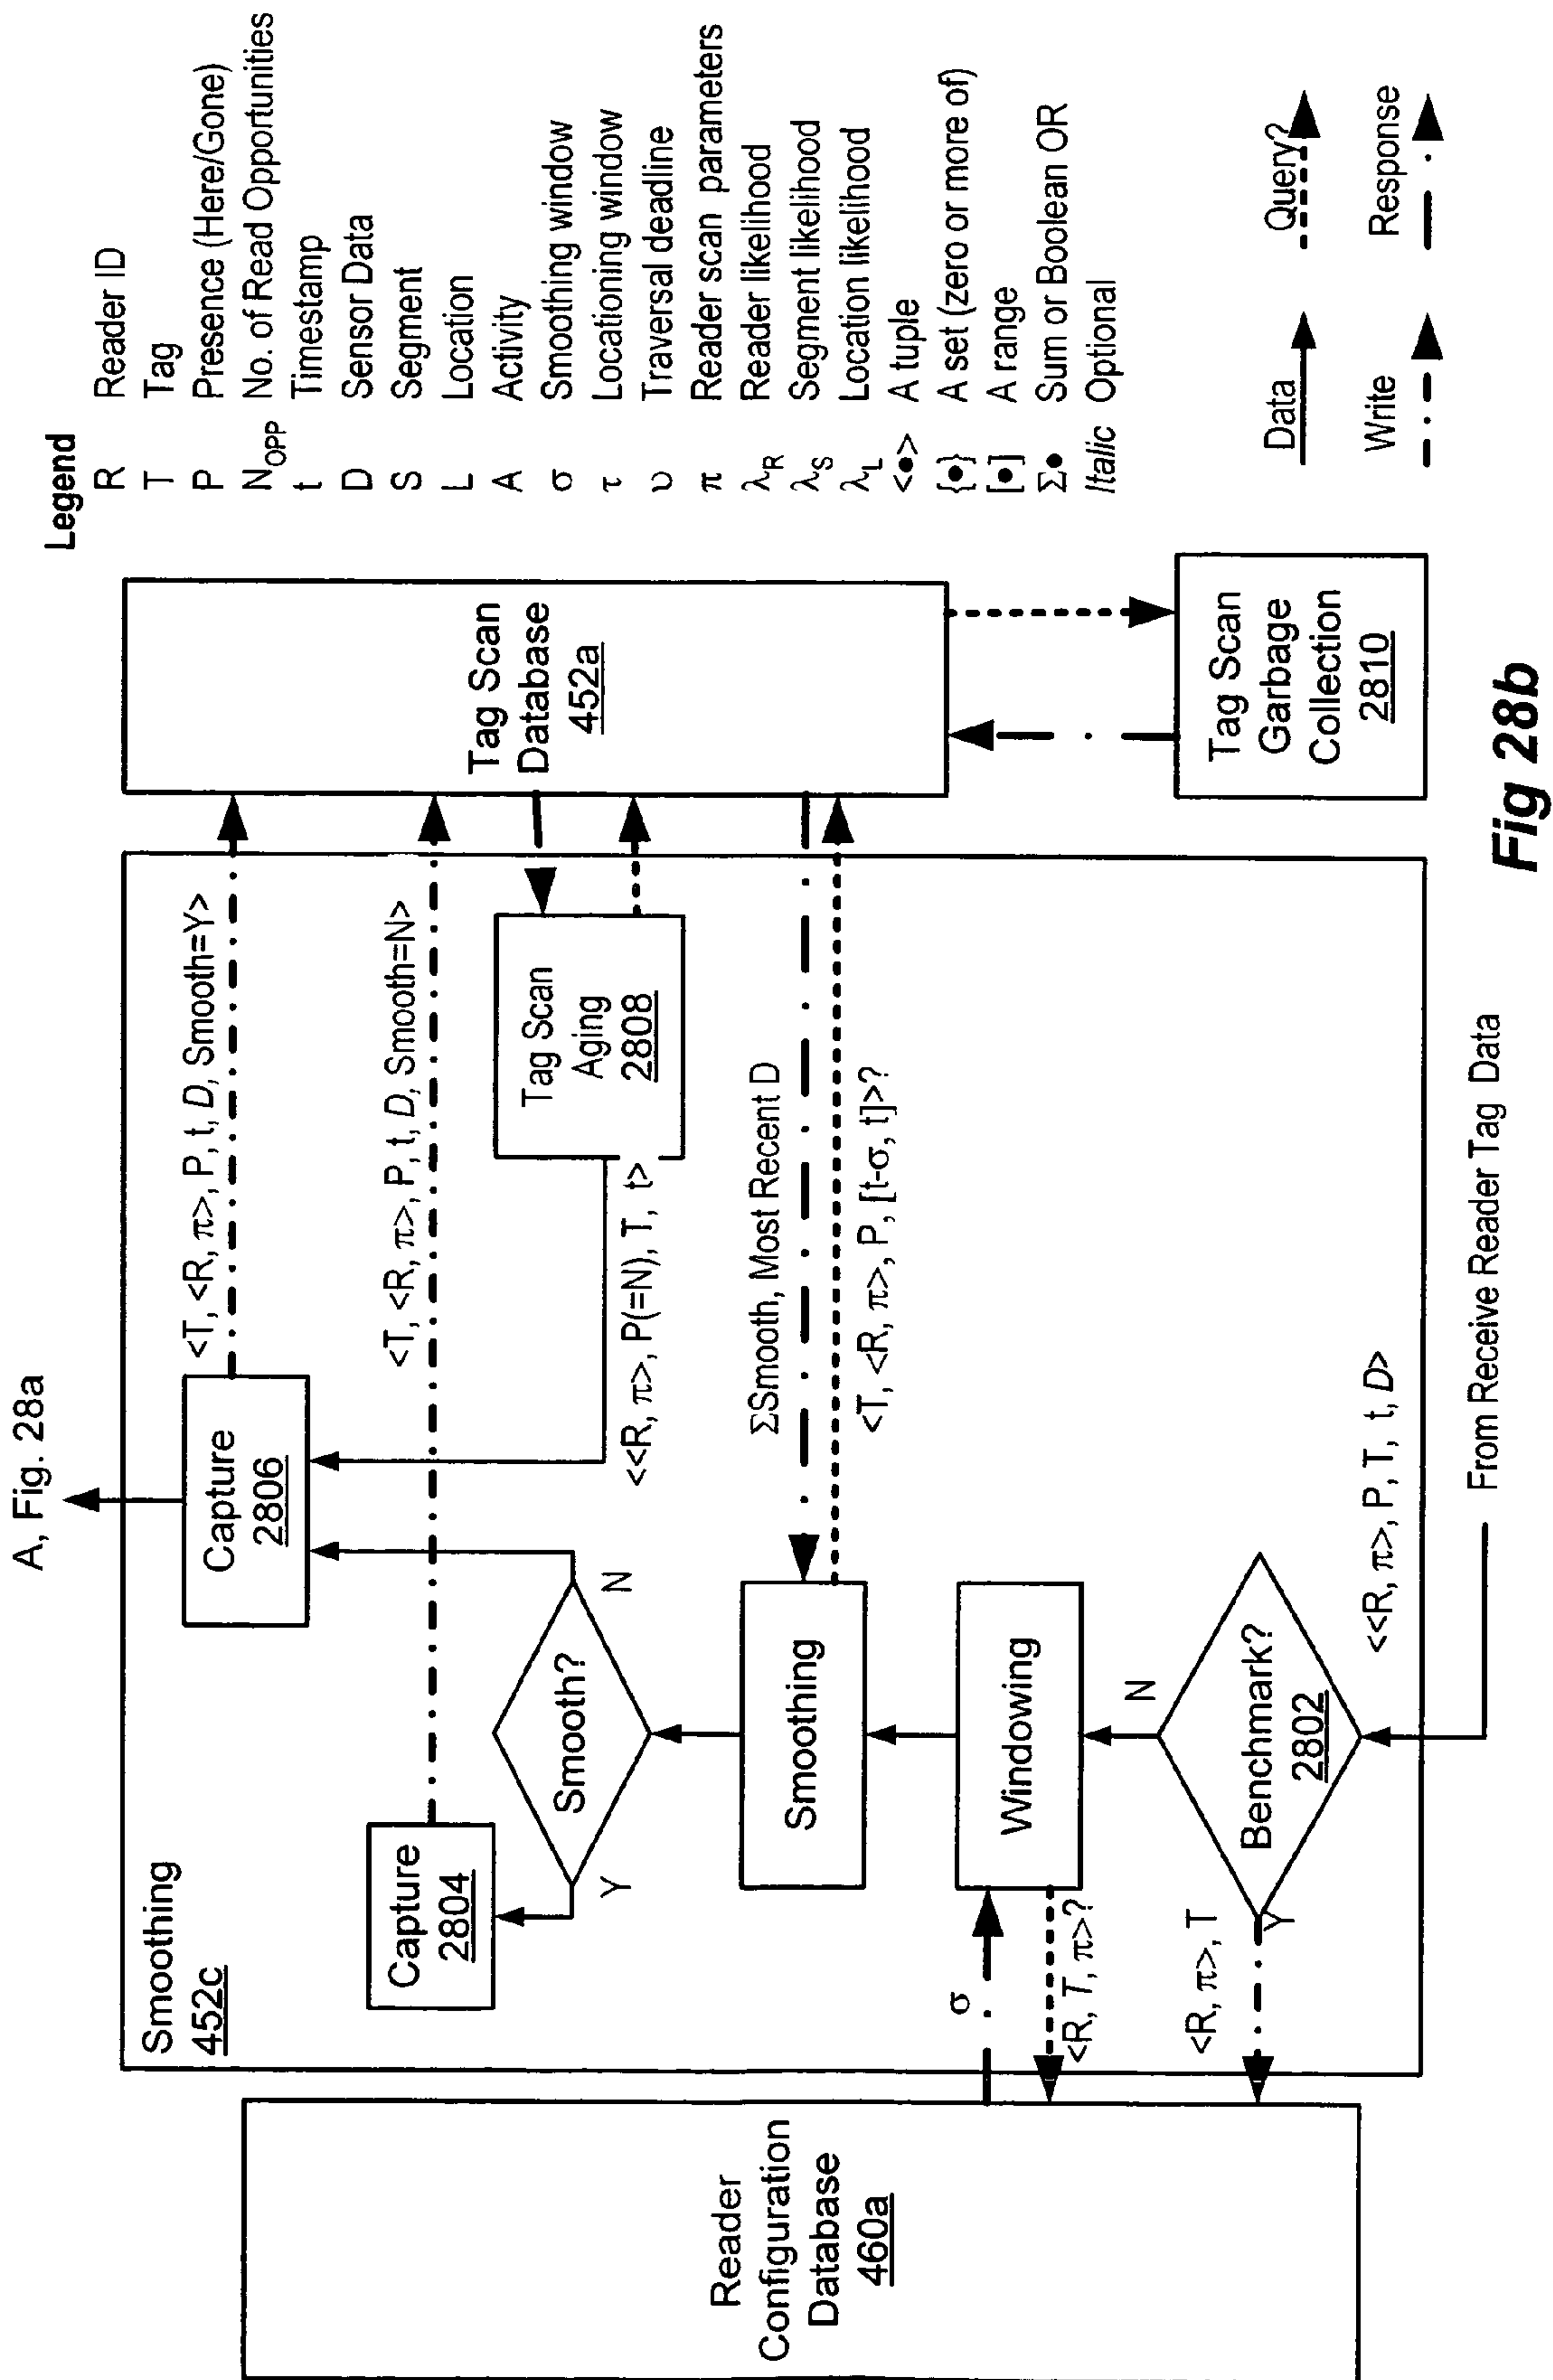 A, Fig. 28a
Smoothing
452c
Reader
Configuration
Database
460a
Capture
2804
Capture
2806
<T, <R, π>, P, t, D, Smooth=Y>
<T, <R, π>, P, t, D, Smooth=N>
Smooth?
Y
N
Tag Scan
Aging
2808
<<R, π>, P(=N), T, t>
Smoothing
ΣSmooth, Most Recent D
<T, <R, π>, P, [t-σ, t]>?
Windowing
σ
<R, T, π>?
Benchmark?
2802
N
Y
<R, π>, T
<<R, π>, P, T, t, D>
From Receive Reader Tag Data
Tag Scan
Database
452a
Tag Scan
Garbage
Collection
2810
Legend
R Reader ID
T Tag
P Presence (Here/Gone)
NOPP No. of Read Opportunities
t Timestamp
D Sensor Data
S Segment
L Location
A Activity
σ Smoothing window
τ Locationing window
υ Traversal deadline
π Reader scan parameters
λR Reader likelihood
λS Segment likelihood
λL Location likelihood
<•> A tuple
{•} A set (zero or more of)
[•] A range
Σ• Sum or Boolean OR
Italic Optional
Data
Query?
Write
Response
Fig 28b